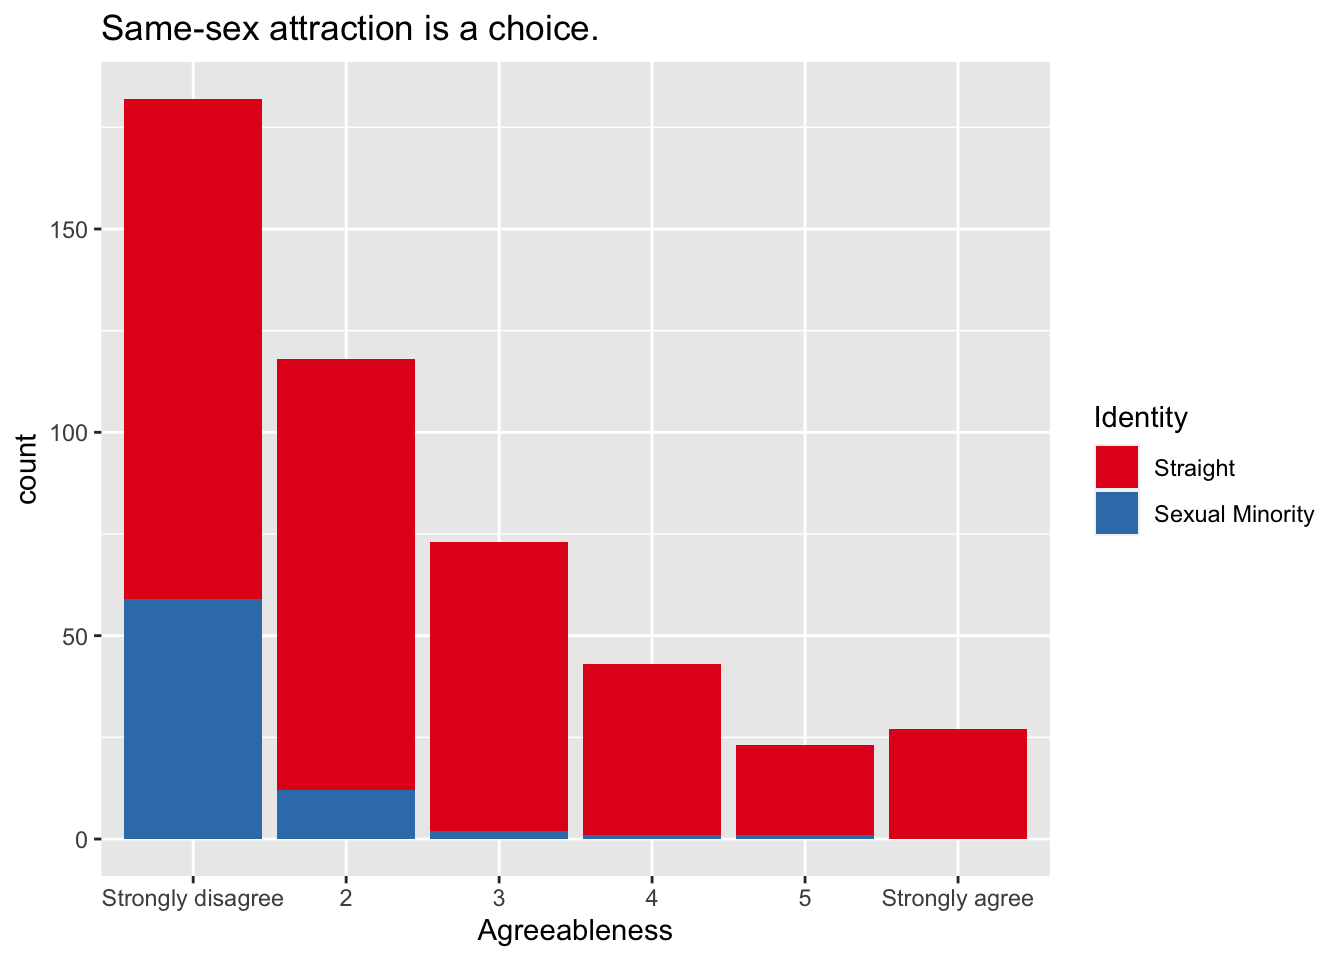 Same-sex attraction is a choice.
150
100
50
0
count
Strongly disagree 2 3 4 5 Strongly agree
Agreeableness
Identity
Straight
Sexual Minority